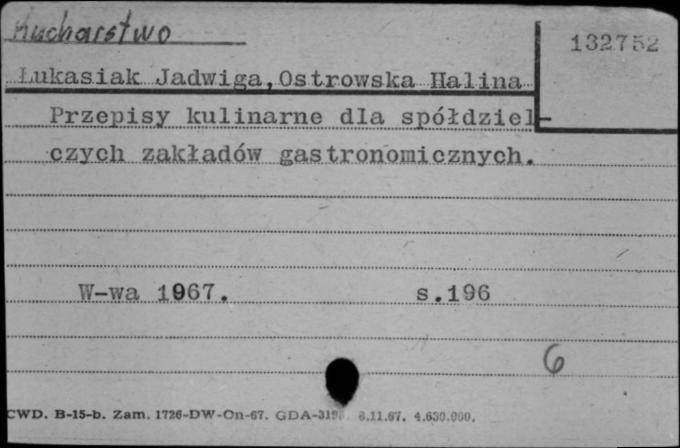 Kucharstwo
132752
Łukasiak Jadwiga, Ostrowska Halina
Przepisy kulinarne dla spółdziel-
czych zakładów gastronomicznych.
W-wa 1967. s.196
6
CWD. B-15-b. Zam. 1726-DW-On-67. GDA- 6.11.67. 4.630.000.